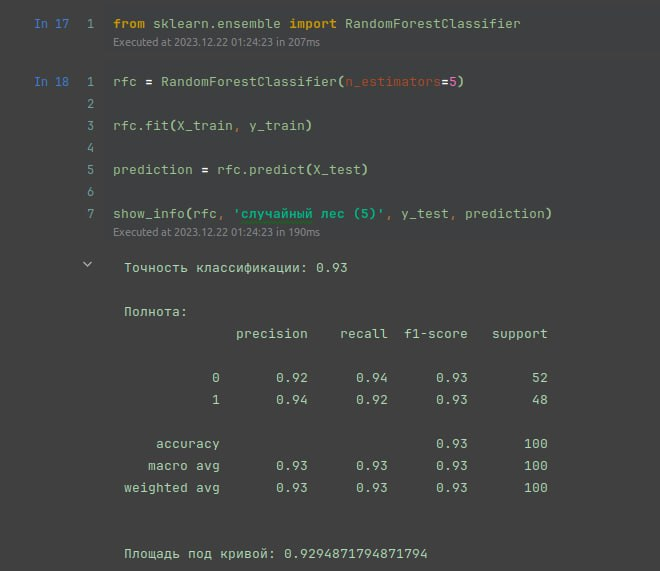 In 17 1 from sklearn.ensemble import RandomForestClassifier
Executed at 2023.12.22 01:24:23 in 207ms
In 18 1 rfc = RandomForestClassifier(n_estimators=5)
2
3 rfc.fit(X_train, y_train)
4
5 prediction = rfc.predict(X_test)
6
7 show_info(rfc, 'случайный лес (5)', y_test, prediction)
Executed at 2023.12.22 01:24:23 in 190ms
Точность классификации: 0.93
Полнота:
precision recall f1-score support
0 0.92 0.94 0.93 52
1 0.94 0.92 0.93 48
accuracy 0.93 100
macro avg 0.93 0.93 0.93 100
weighted avg 0.93 0.93 0.93 100
Площадь под кривой: 0.9294871794871794